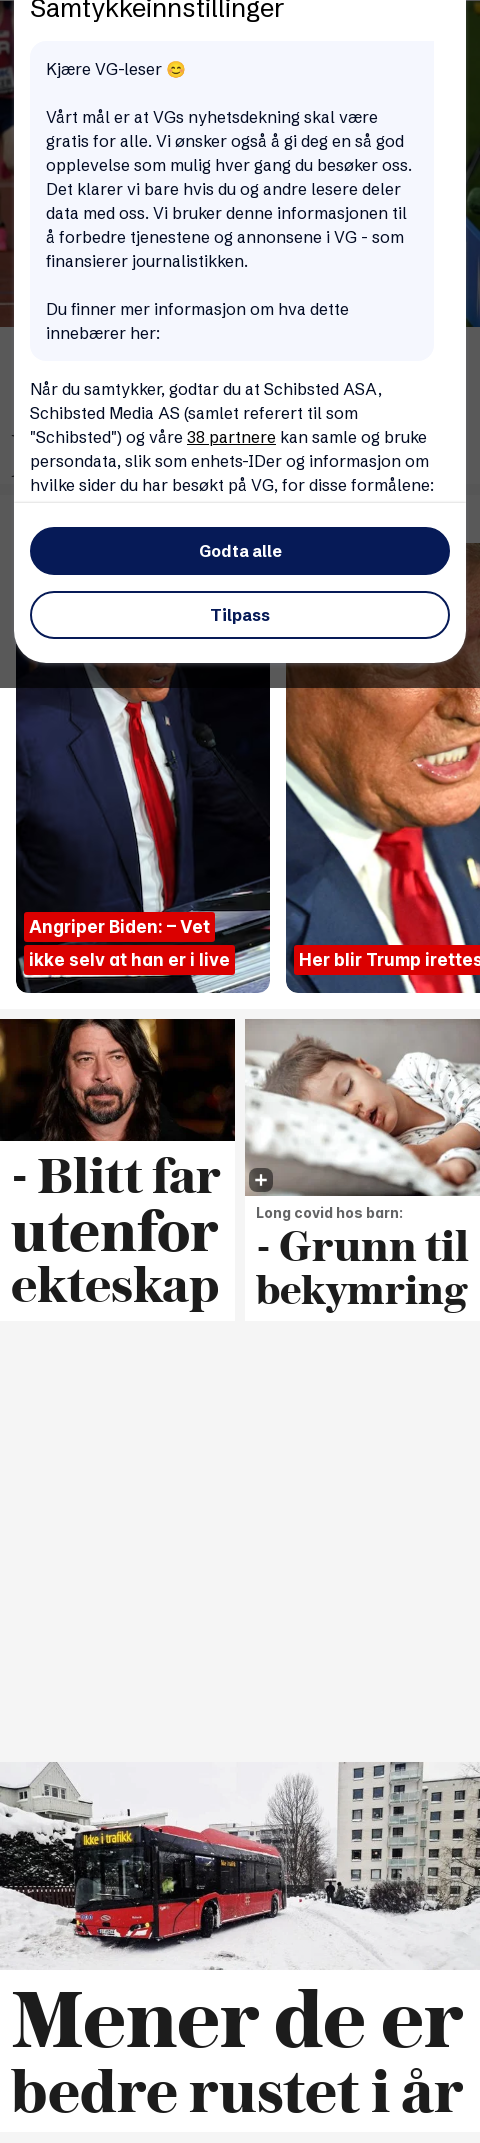 Samtykkeinnstillinger
Kjære VG-leser 😊
Vårt mål er at VGs nyhetsdekning skal være
gratis for alle. Vi ønsker også å gi deg en så god
opplevelse som mulig hver gang du besøker oss.
Det klarer vi bare hvis du og andre lesere deler
data med oss. Vi bruker denne informasjonen til
å forbedre tjenestene og annonsene i VG - som
finansierer journalistikken.
Du finner mer informasjon om hva dette
innebærer her:
Når du samtykker, godtar du at Schibsted ASA,
Schibsted Media AS (samlet referert til som
"Schibsted") og våre 38 partnere kan samle og bruke
persondata, slik som enhets-IDer og informasjon om
hvilke sider du har besøkt på VG, for disse formålene:
Godta alle
Tilpass
Angriper Biden: – Vet
ikke selv at han er i live
Her blir Trump irettes
- Blitt far
utenfor
ekteskap
Long covid hos barn:
- Grunn til
bekymring
Ikke i trafikk
Mener de er
bedre rustet i år